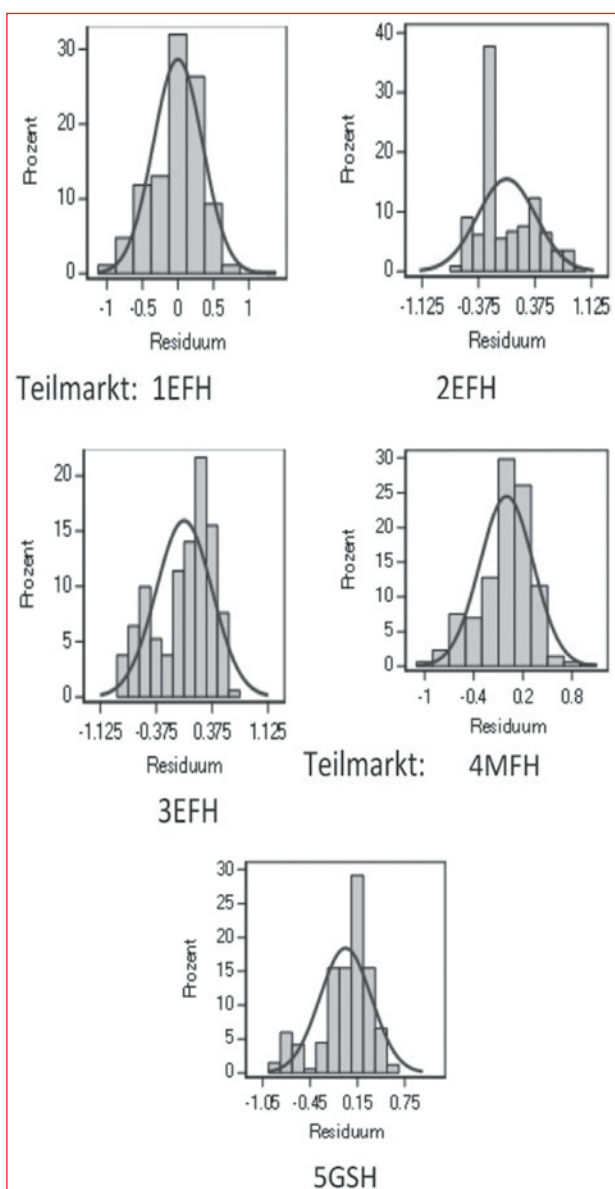 30
20
10
0
Prozent
-1 -0.5 0 0.5 1
Residuum
Teilmarkt: 1EFH
40
30
20
10
0
Prozent
-1.125 -0.375 0.375 1.125
Residuum
2EFH
20
15
10
5
0
Prozent
-1.125 -0.375 0.375 1.125
Residuum
3EFH
30
25
20
15
10
5
0
Prozent
-1 -0.4 0.2 0.8
Residuum
Teilmarkt: 4MFH
30
25
20
15
10
5
0
Prozent
-1.05 -0.45 0.15 0.75
Residuum
5GSH